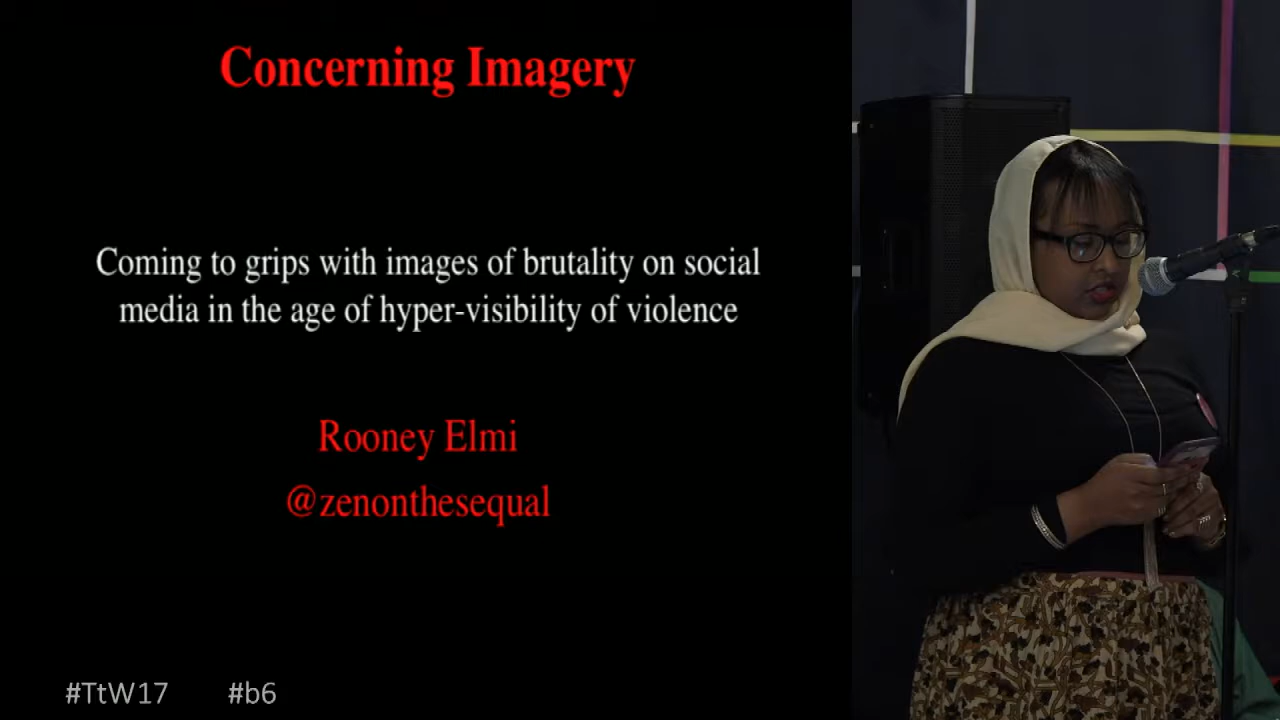 Concerning Imagery
Coming to grips with images of brutality on social
media in the age of hyper-visibility of violence
Rooney Elmi
@zenonthesequal
#TtW17 #b6